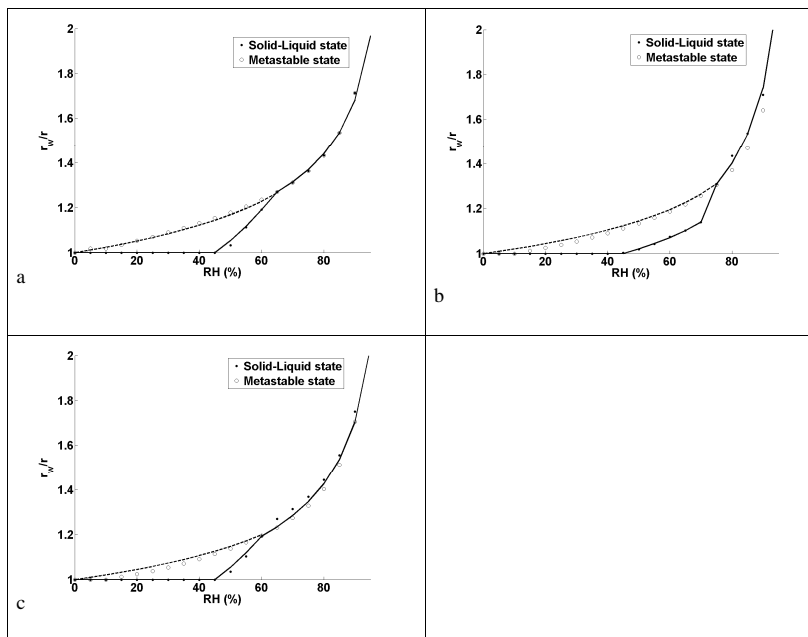 2
1.8
1.6
1.4
1.2
1
r_w/r
Solid-Liquid state
Metastable state
0 20 40 60 80
RH (%)
a
2
1.8
1.6
1.4
1.2
1
r_w/r
Solid-Liquid state
Metastable state
0 20 40 60 80
RH (%)
b
2
1.8
1.6
1.4
1.2
1
r_w/r
Solid-Liquid state
Metastable state
0 20 40 60 80
RH (%)
c